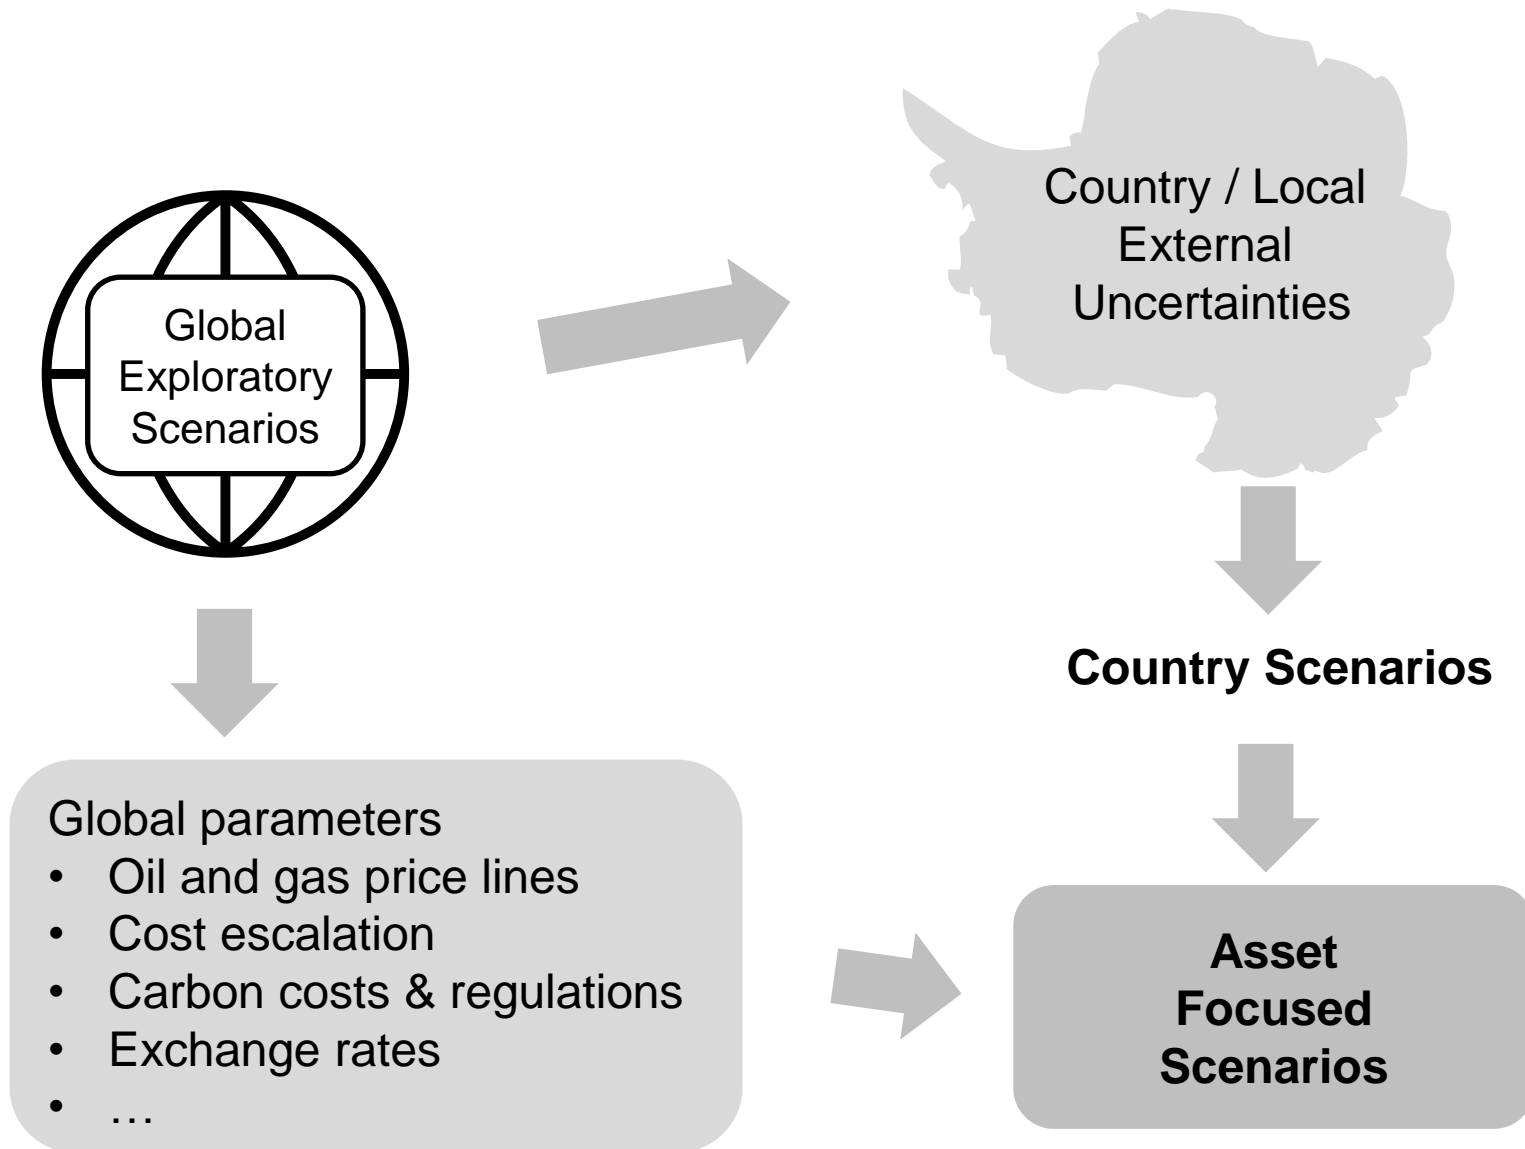 Global
Exploratory
Scenarios
Country / Local
External
Uncertainties
Country Scenarios
Global parameters
• Oil and gas price lines
• Cost escalation
• Carbon costs & regulations
• Exchange rates
• …
Asset
Focused
Scenarios